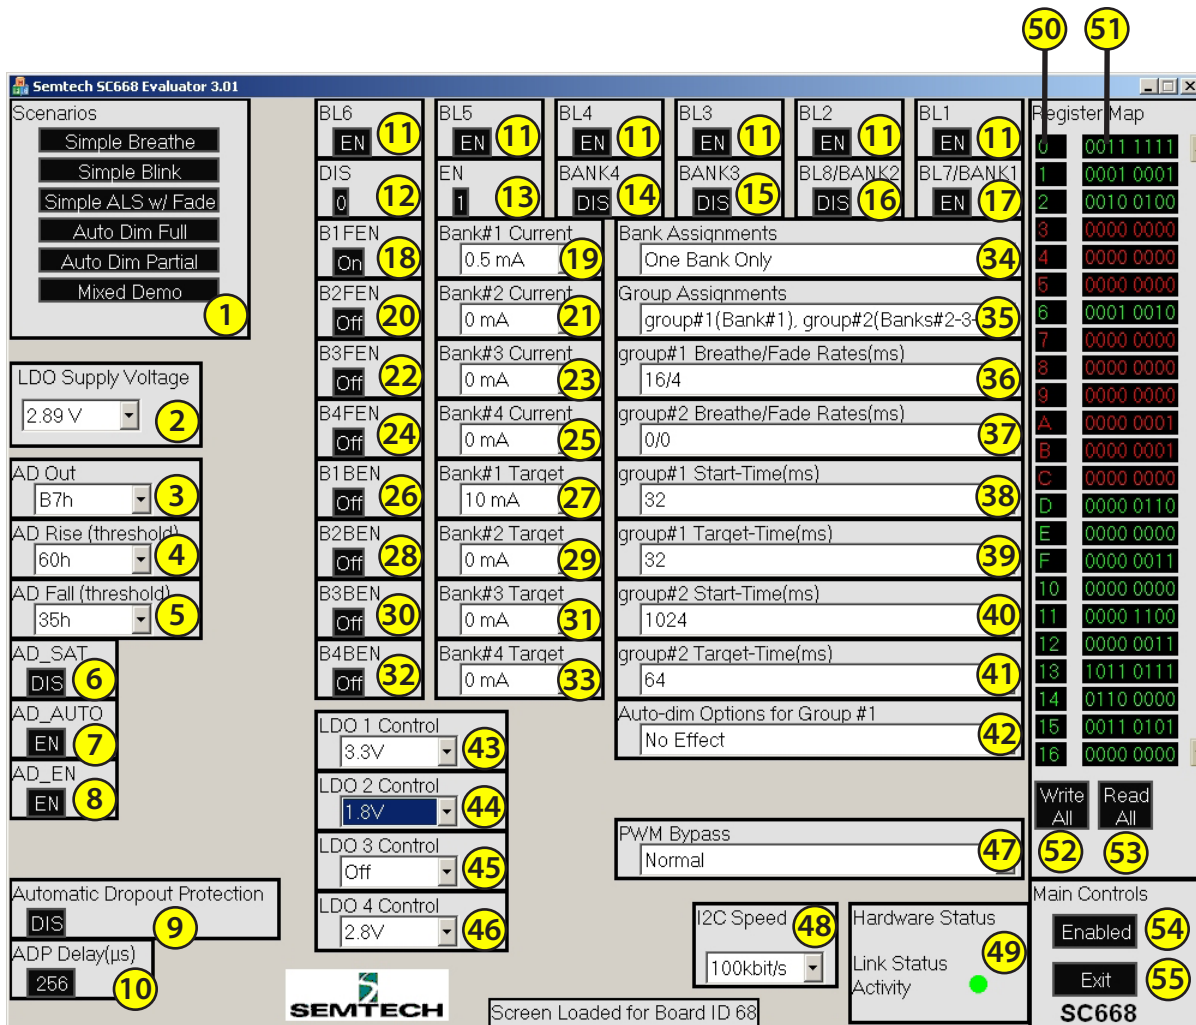 50 51
Semtech SC668 Evaluator 3.01
Scenarios
Simple Breathe
Simple Blink
Simple ALS w/ Fade
Auto Dim Full
Auto Dim Partial
Mixed Demo
1
LDO Supply Voltage
2.89 V 2
AD Out
B7h 3
AD Rise (threshold)
60h 4
AD Fall (threshold)
35h 5
AD_SAT
DIS 6
AD_AUTO
EN 7
AD_EN
EN 8
Automatic Dropout Protection
DIS 9
ADP Delay(µs)
256 10
BL6
EN 11
BL5
EN 11
BL4
EN 11
BL3
EN 11
BL2
EN 11
BL1
EN 11
DIS
0 12
EN
1 13
BANK4
DIS 14
BANK3
DIS 15
BL8/BANK2
DIS 16
BL7/BANK1
EN 17
B1FEN
On 18
Bank#1 Current
0.5 mA 19
B2FEN
Off 20
Bank#2 Current
0 mA 21
B3FEN
Off 22
Bank#3 Current
0 mA 23
B4FEN
Off 24
Bank#4 Current
0 mA 25
B1BEN
Off 26
Bank#1 Target
10 mA 27
B2BEN
Off 28
Bank#2 Target
0 mA 29
B3BEN
Off 30
Bank#3 Target
0 mA 31
B4BEN
Off 32
Bank#4 Target
0 mA 33
Bank Assignments
One Bank Only 34
Group Assignments
group#1(Bank#1), group#2(Banks#2-3- 35
group#1 Breathe/Fade Rates(ms)
16/4 36
group#2 Breathe/Fade Rates(ms)
0/0 37
group#1 Start-Time(ms)
32 38
group#1 Target-Time(ms)
32 39
group#2 Start-Time(ms)
1024 40
group#2 Target-Time(ms)
64 41
Auto-dim Options for Group #1
No Effect 42
LDO 1 Control
3.3V 43
LDO 2 Control
1.8V 44
LDO 3 Control
Off 45
LDO 4 Control
2.8V 46
PWM Bypass
Normal 47
I2C Speed 48
100kbit/s
Hardware Status
49
Link Status
Activity
SEMTECH
Screen Loaded for Board ID 68
Register Map
0 0011 1111
1 0001 0001
2 0010 0100
3 0000 0000
4 0000 0000
5 0000 0000
6 0001 0010
7 0000 0000
8 0000 0000
9 0000 0000
A 0000 0001
B 0000 0001
C 0000 0000
D 0000 0110
E 0000 0000
F 0000 0011
10 0000 0000
11 0000 1100
12 0000 0011
13 1011 0111
14 0110 0000
15 0011 0101
16 0000 0000
Write All
Read All
52 53
Main Controls
Enabled 54
Exit 55
SC668